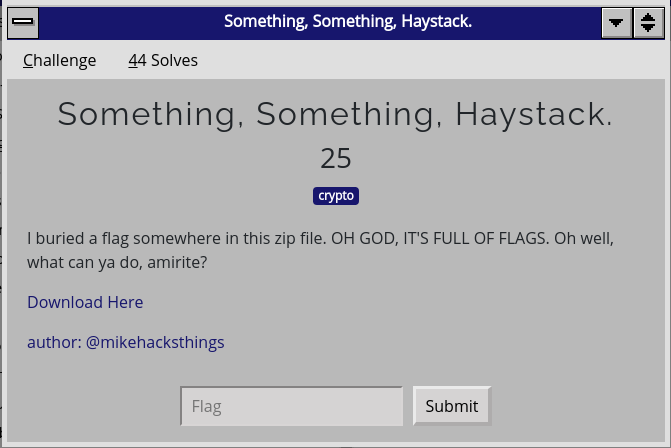 Something, Something, Haystack.
Challenge 44 Solves
Something, Something, Haystack.
25
crypto
I buried a flag somewhere in this zip file. OH GOD, IT'S FULL OF FLAGS. Oh well,
what can ya do, amirite?
Download Here
author: @mikehacksthings
Flag Submit